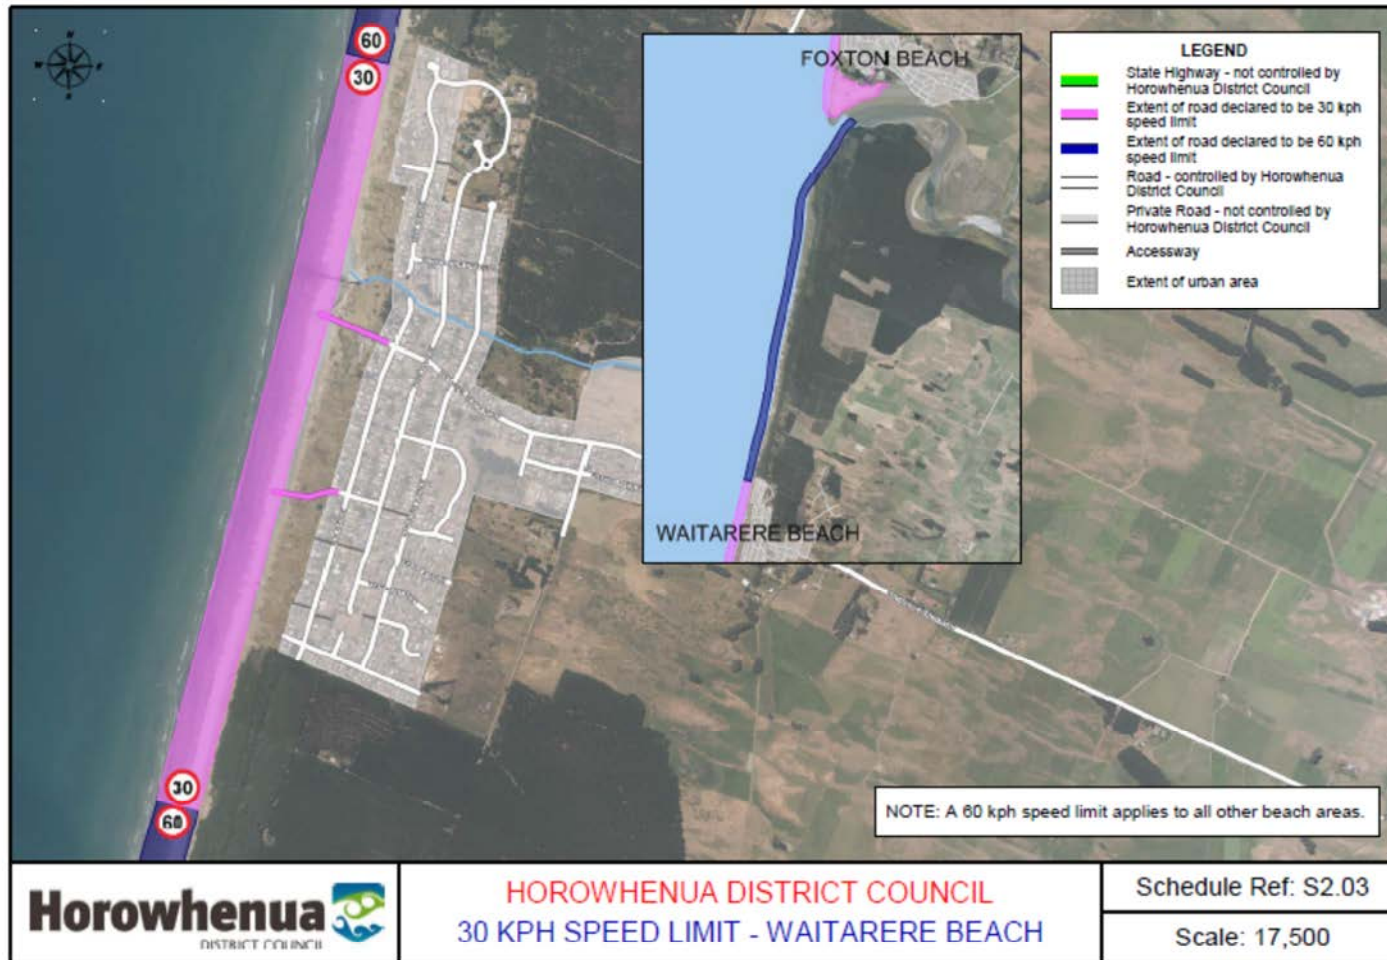 60
30
FOXTON BEACH
WAITARERE BEACH
LEGEND
State Highway - not controlled by
Horowhenua District Council
Extent of road declared to be 30 kph
speed limit
Extent of road declared to be 60 kph
speed limit
Road - controlled by Horowhenua
District Council
Private Road - not controlled by
Horowhenua District Council
Accessway
Extent of urban area
30
60
NOTE: A 60 kph speed limit applies to all other beach areas.
Horowhenua
DISTRICT COUNCIL
HOROWHENUA DISTRICT COUNCIL
30 KPH SPEED LIMIT - WAITARERE BEACH
Schedule Ref: S2.03
Scale: 17,500